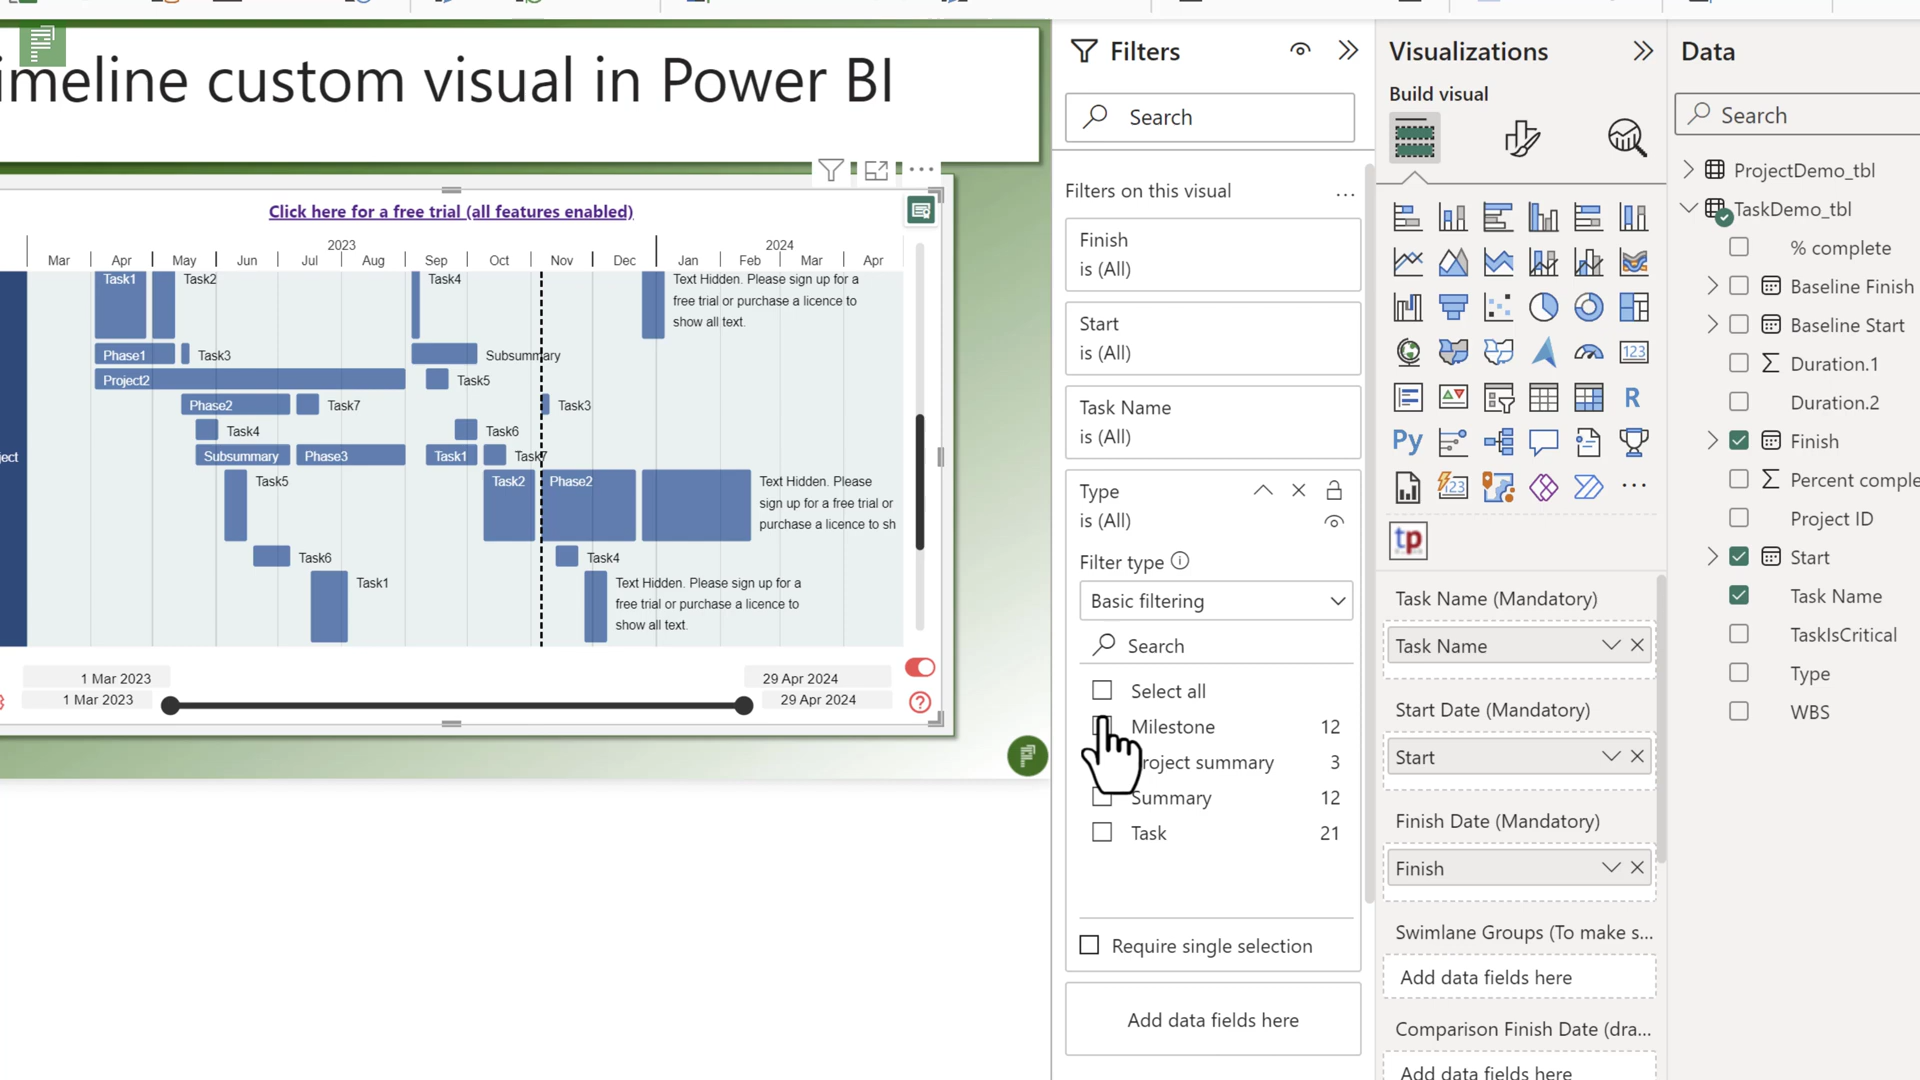 imeline custom visual in Power BI
Click here for a free trial (all features enabled)
2023
2024
Mar Apr May Jun Jul Aug Sep Oct Nov Dec Jan Feb Mar Apr
Task1
Task2
Task4
Text Hidden. Please sign up for a
free trial or purchase a licence to
show all text.
Phase1
Task3
Subsummary
Project2
Task5
Phase2
Task7
Task3
Task4
Task6
ject
Subsummary
Phase3
Task1
Task7
Task5
Task2
Phase2
Text Hidden. Please
sign up for a free trial or
purchase a licence to sh
Task6
Task4
Task1
Text Hidden. Please sign up for a
free trial or purchase a licence to
show all text.
1 Mar 2023
29 Apr 2024
1 Mar 2023
29 Apr 2024
Filters
Search
Filters on this visual
Finish
is (All)
Start
is (All)
Task Name
is (All)
Type
is (All)
Filter type
Basic filtering
Search
Select all
Milestone 12
roject summary 3
Summary 12
Task 21
Require single selection
Add data fields here
Visualizations
Build visual
123
R
Py
123
tp
Task Name (Mandatory)
Task Name
Start Date (Mandatory)
Start
Finish Date (Mandatory)
Finish
Swimlane Groups (To make s...
Add data fields here
Comparison Finish Date (dra...
Add data fields here
Data
Search
ProjectDemo_tbl
TaskDemo_tbl
% complete
Baseline Finish
Baseline Start
Duration.1
Duration.2
Finish
Percent comple
Project ID
Start
Task Name
TaskIsCritical
Type
WBS